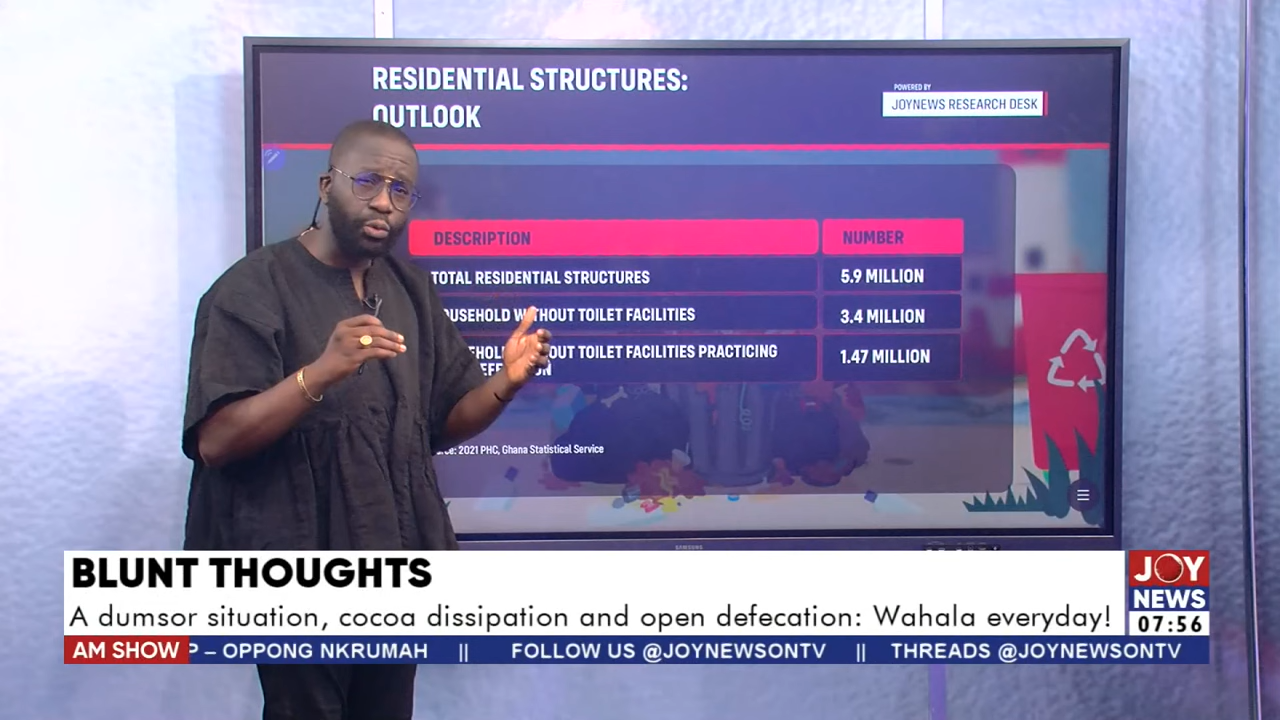 RESIDENTIAL STRUCTURES:
OUTLOOK
POWERED BY
JOYNEWS RESEARCH DESK
DESCRIPTION
NUMBER
TOTAL RESIDENTIAL STRUCTURES
5.9 MILLION
WITHOUT TOILET FACILITIES
3.4 MILLION
TOILET FACILITIES PRACTICING
1.47 MILLION
2021 PHC, Ghana Statistical Service
SAMSUNG
BLUNT THOUGHTS
A dumsor situation, cocoa dissipation and open defecation: Wahala everyday!
JOY
NEWS
07:56
AM SHOW
P – OPPONG NKRUMAH || FOLLOW US @JOYNEWSONTV || THREADS @JOYNEWSONTV